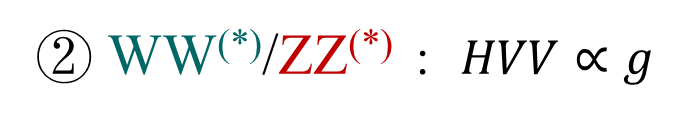 ② WW(*)/ZZ(*) : HVV ∝ g